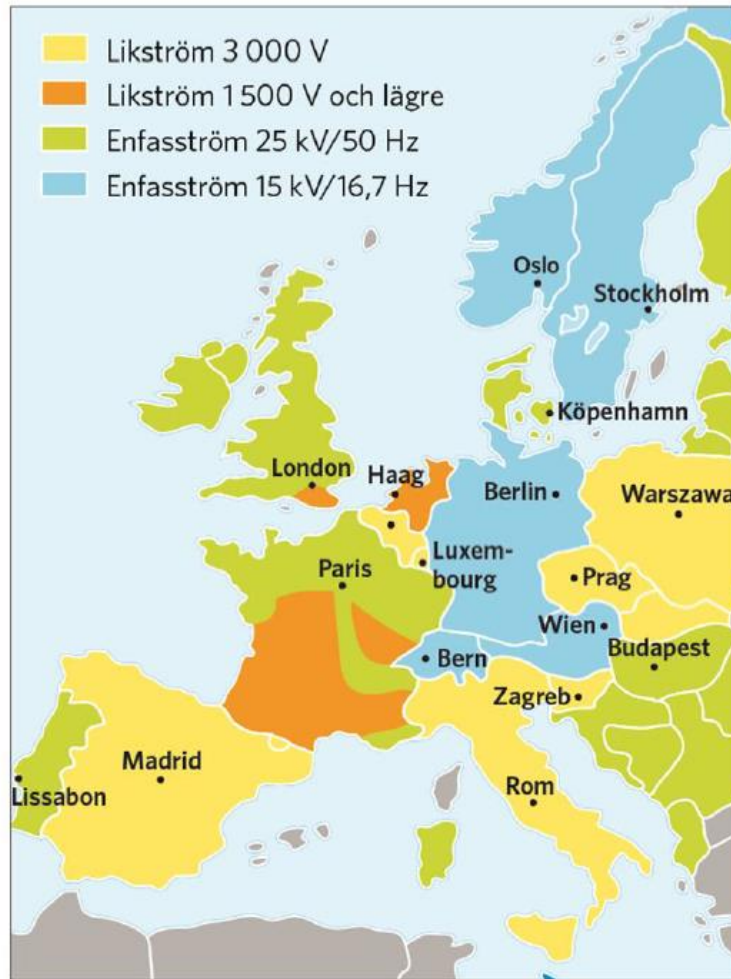 Likström 3 000 V
Likström 1 500 V och lägre
Enfasström 25 kV/50 Hz
Enfasström 15 kV/16,7 Hz
Oslo
Stockholm
Köpenhamn
London
Haag
Berlin
Warszawa
Luxem-
bourg
Paris
Prag
Wien
Bern
Budapest
Zagreb
Madrid
Lissabon
Rom